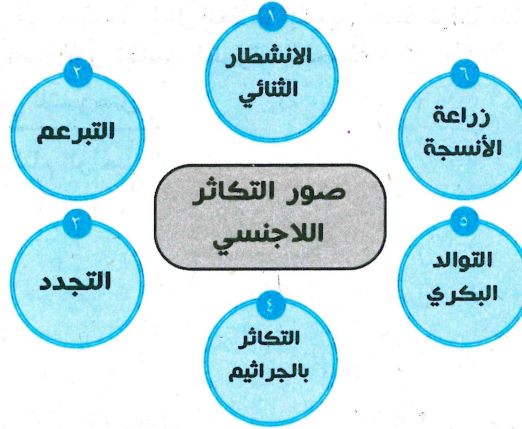 صور التكاثر
اللاجنسي
١
الانشطار
الثنائي
٢
التبرعم
٣
التجدد
٤
التكاثر
بالجراثيم
٥
التوالد
البكري
٦
زراعة
الأنسجة